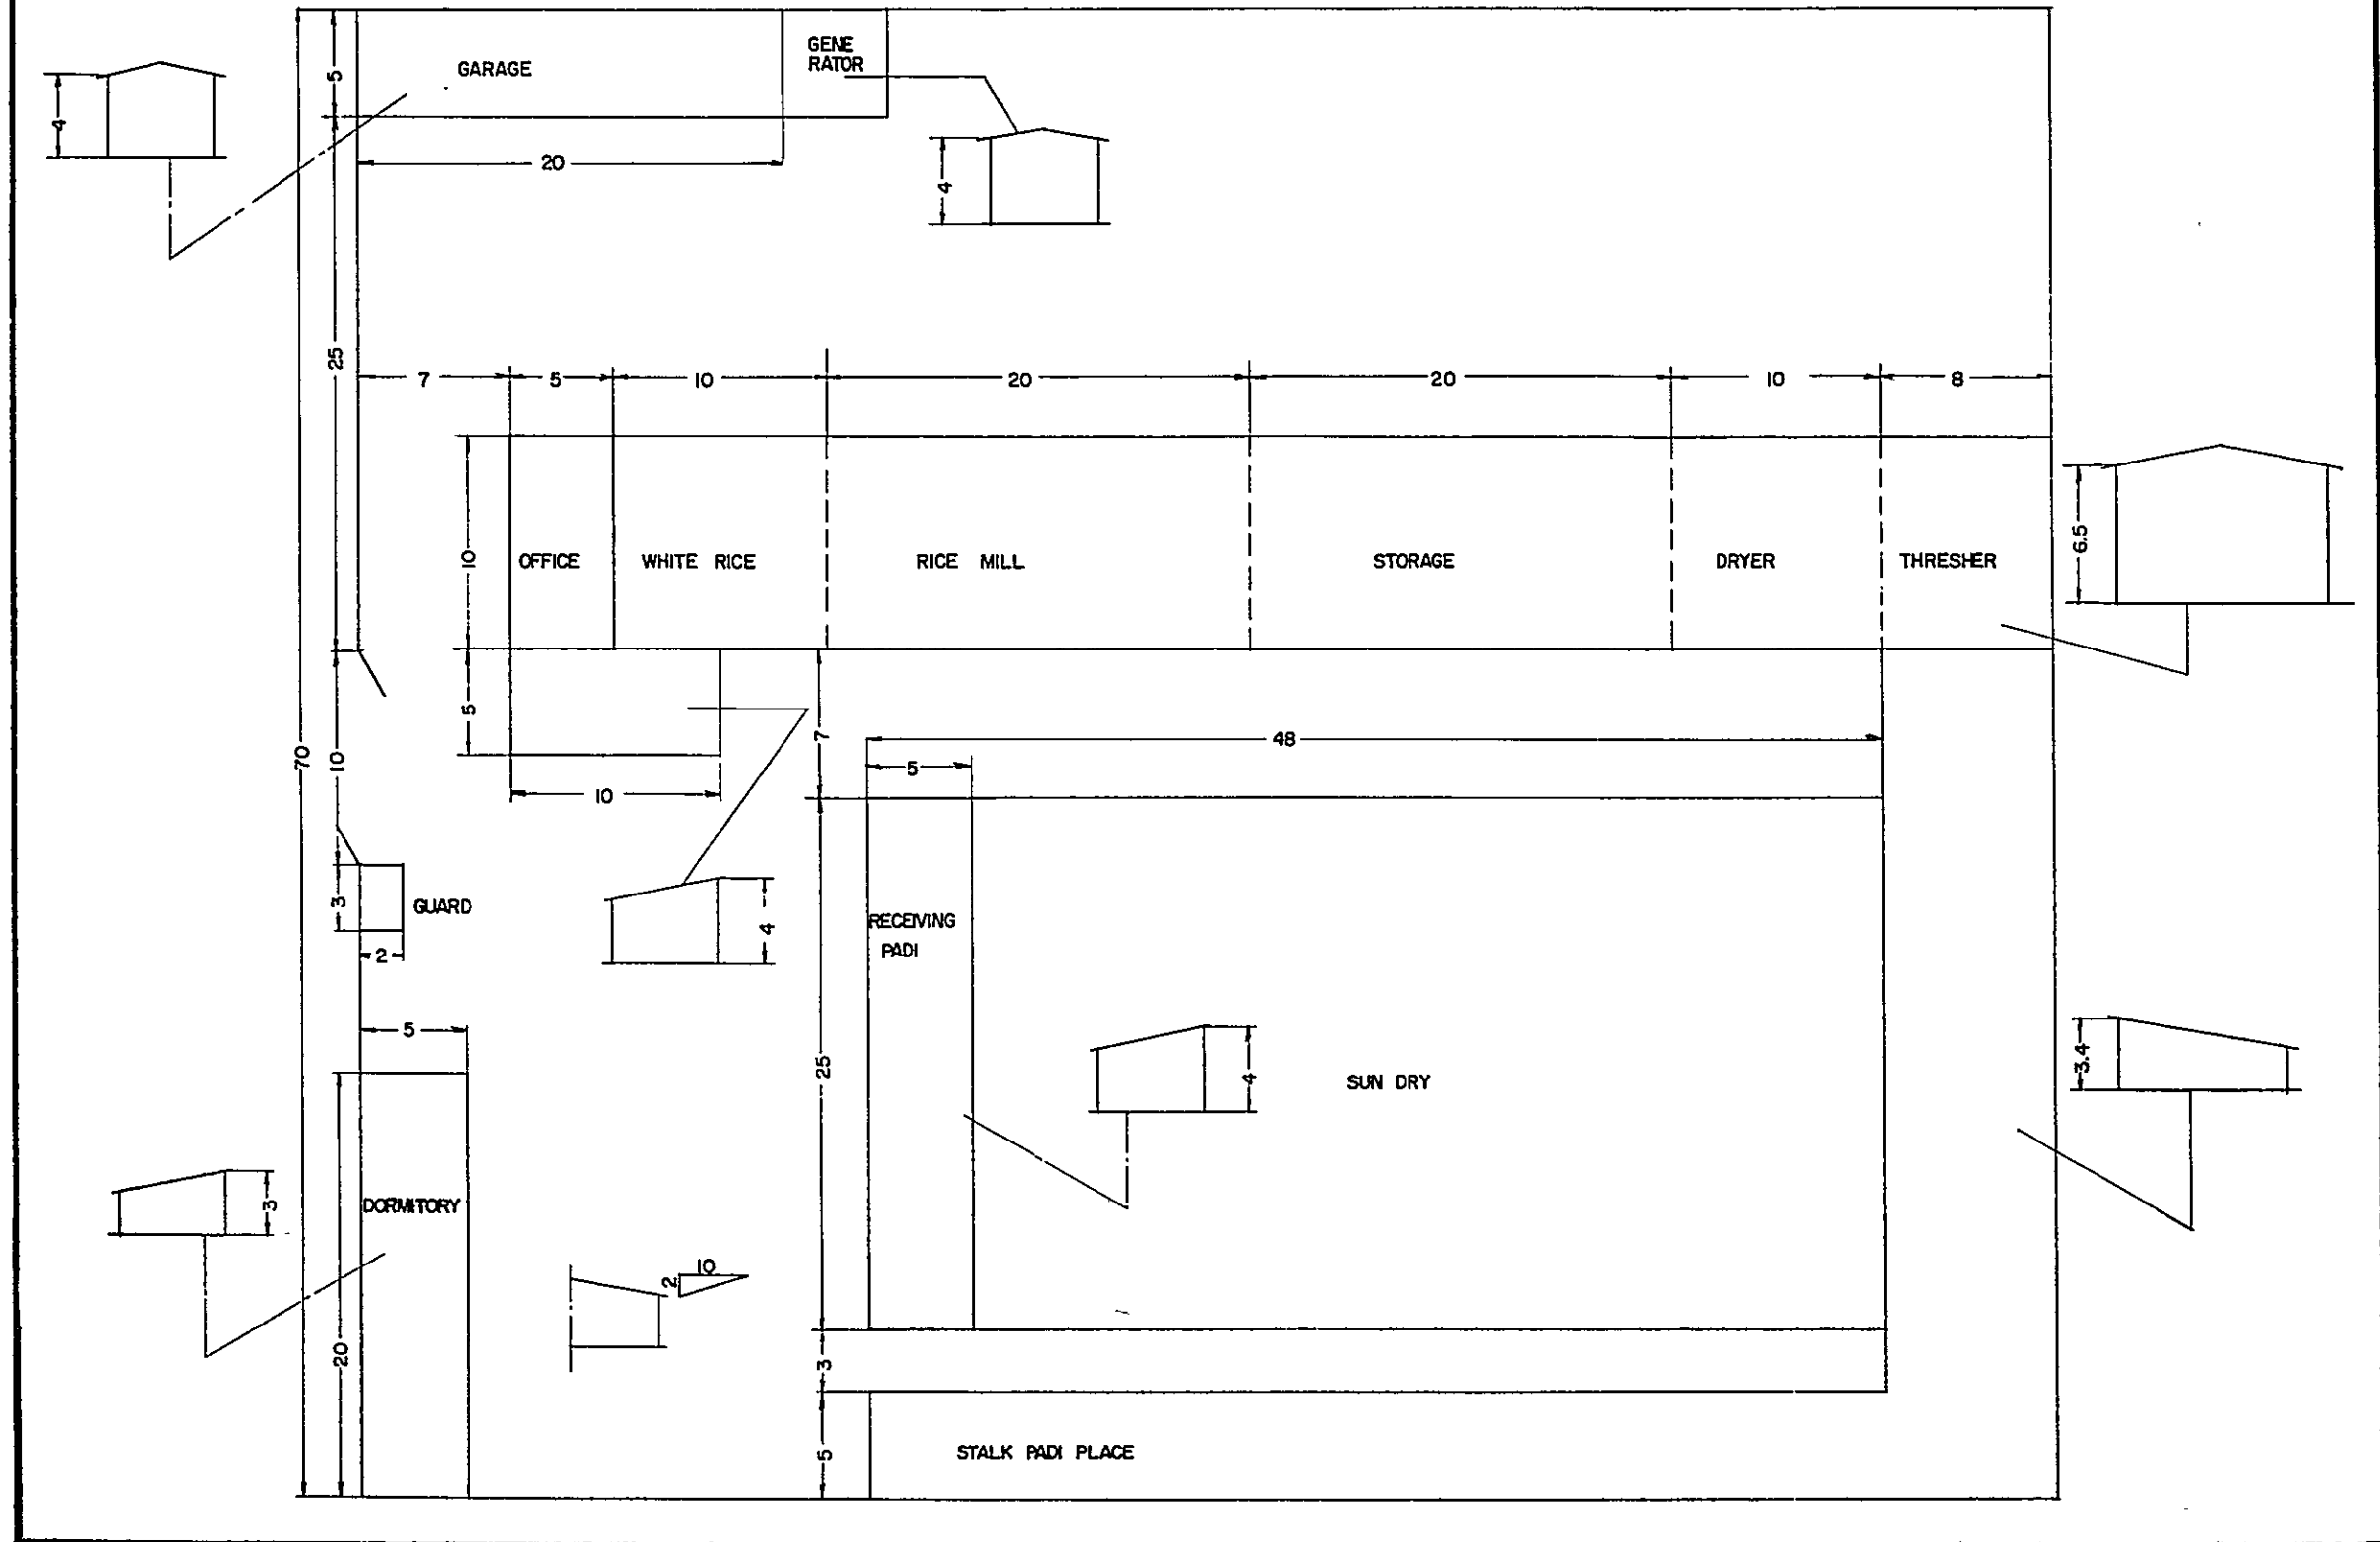 GENE
RATOR
GARAGE
5
4
20
4
25
7
5
10
20
20
10
8
10
OFFICE
WHITE RICE
RICE MILL
STORAGE
DRYER
THRESHER
6.5
5
7
48
70
10
5
10
3
GUARD
4
RECEIVING
PADI
2
5
25
4
SUN DRY
3.4
3
DORMITORY
10
2
20
3
5
STALK PADI PLACE